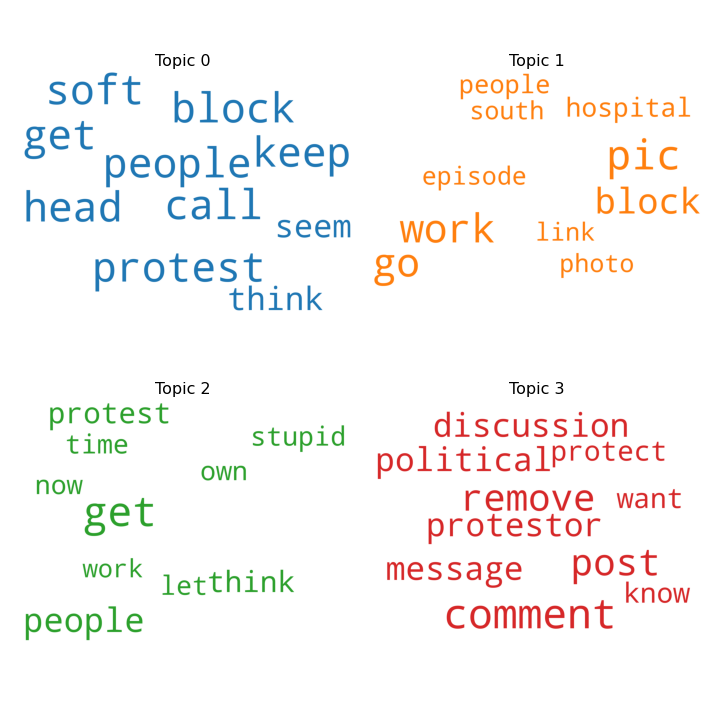 Topic 0
soft
block
get
people
keep
head
call
seem
protest
think
Topic 1
people
south
hospital
pic
episode
block
work
link
go
photo
Topic 2
protest
time
stupid
own
now
get
work
let
think
people
Topic 3
discussion
political
protect
remove
want
protestor
message
post
know
comment